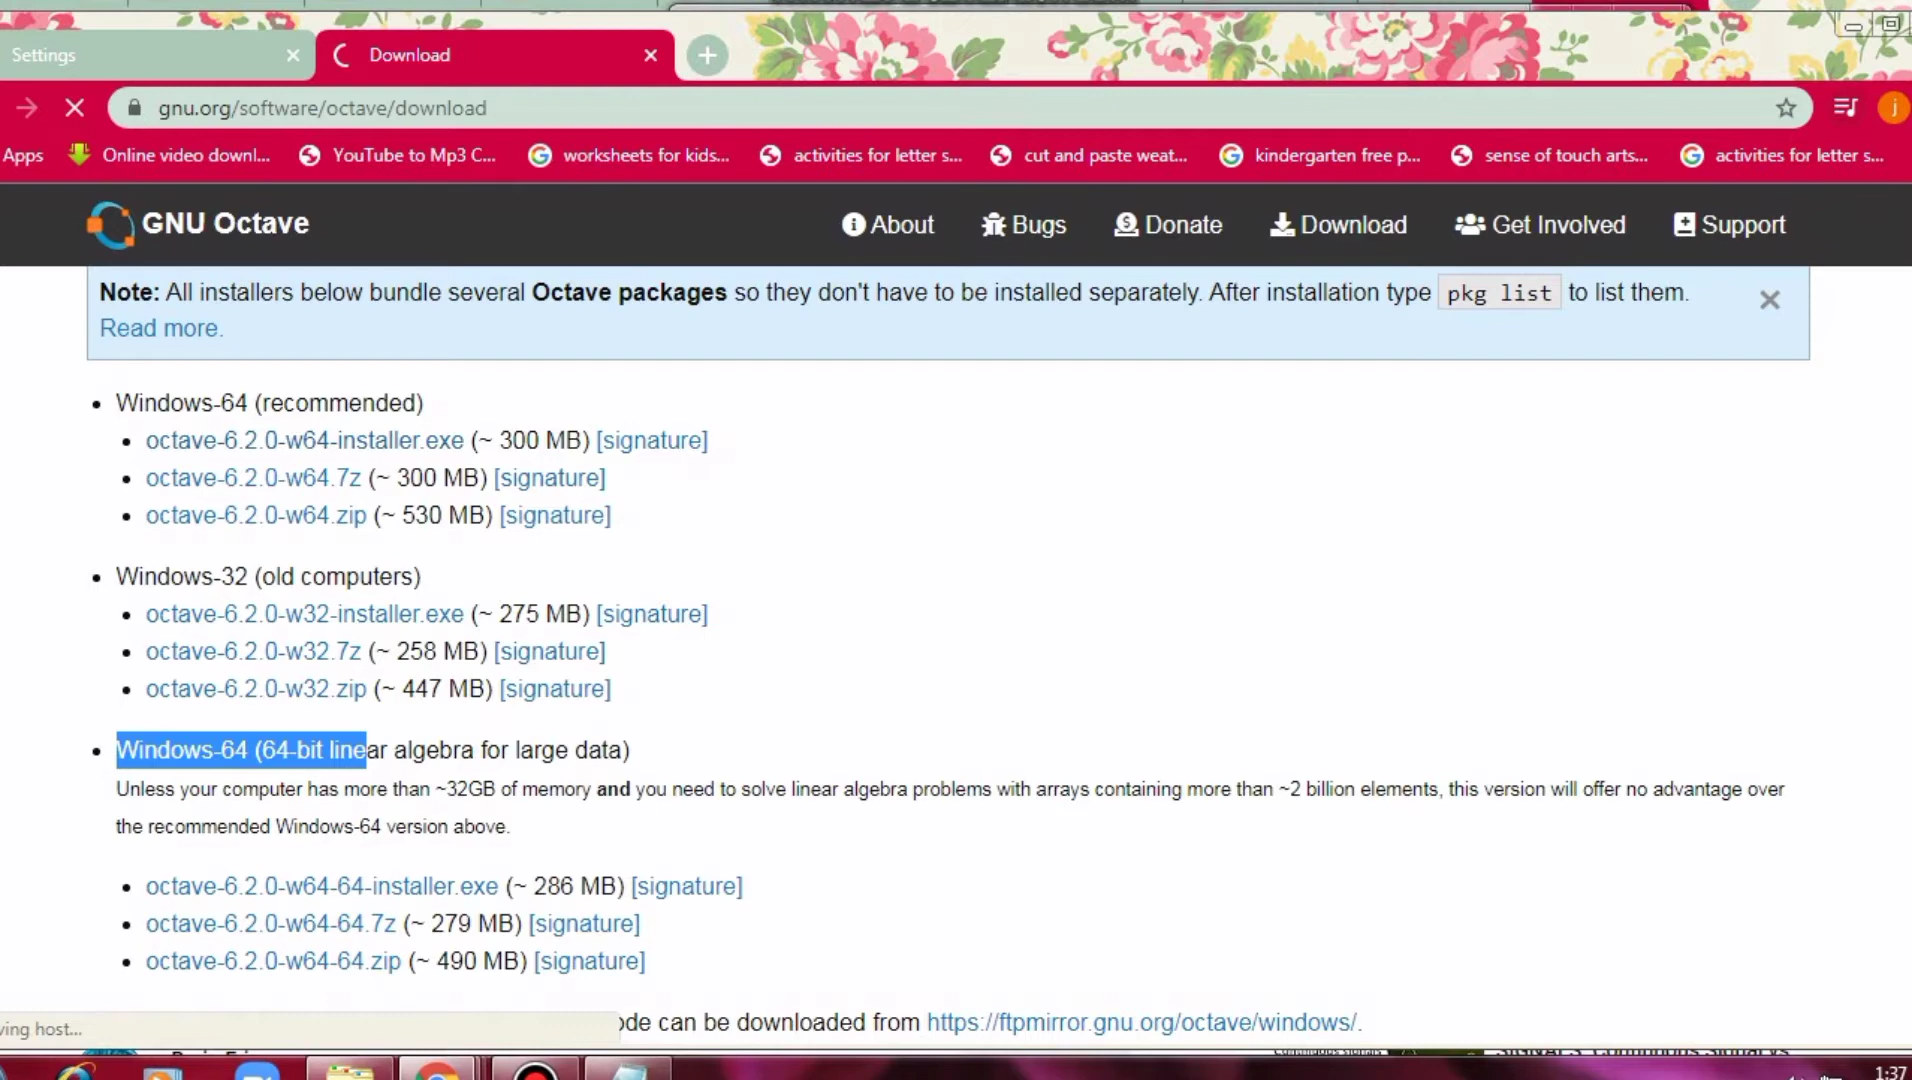 Settings
Download
gnu.org/software/octave/download
j
Apps Online video downl... YouTube to Mp3 C... worksheets for kids... activities for letter s... cut and paste weat... kindergarten free p... sense of touch arts... activities for letter s...
GNU Octave About Bugs Donate Download Get Involved Support
Note: All installers below bundle several Octave packages so they don't have to be installed separately. After installation type pkg list to list them.
Read more.
Windows-64 (recommended)
octave-6.2.0-w64-installer.exe (~ 300 MB) [signature]
octave-6.2.0-w64.7z (~ 300 MB) [signature]
octave-6.2.0-w64.zip (~ 530 MB) [signature]
Windows-32 (old computers)
octave-6.2.0-w32-installer.exe (~ 275 MB) [signature]
octave-6.2.0-w32.7z (~ 258 MB) [signature]
octave-6.2.0-w32.zip (~ 447 MB) [signature]
Windows-64 (64-bit linear algebra for large data)
Unless your computer has more than ~32GB of memory and you need to solve linear algebra problems with arrays containing more than ~2 billion elements, this version will offer no advantage over
the recommended Windows-64 version above.
octave-6.2.0-w64-64-installer.exe (~ 286 MB) [signature]
octave-6.2.0-w64-64.7z (~ 279 MB) [signature]
octave-6.2.0-w64-64.zip (~ 490 MB) [signature]
ode can be downloaded from https://ftpmirror.gnu.org/octave/windows/.
ving host...
1:37